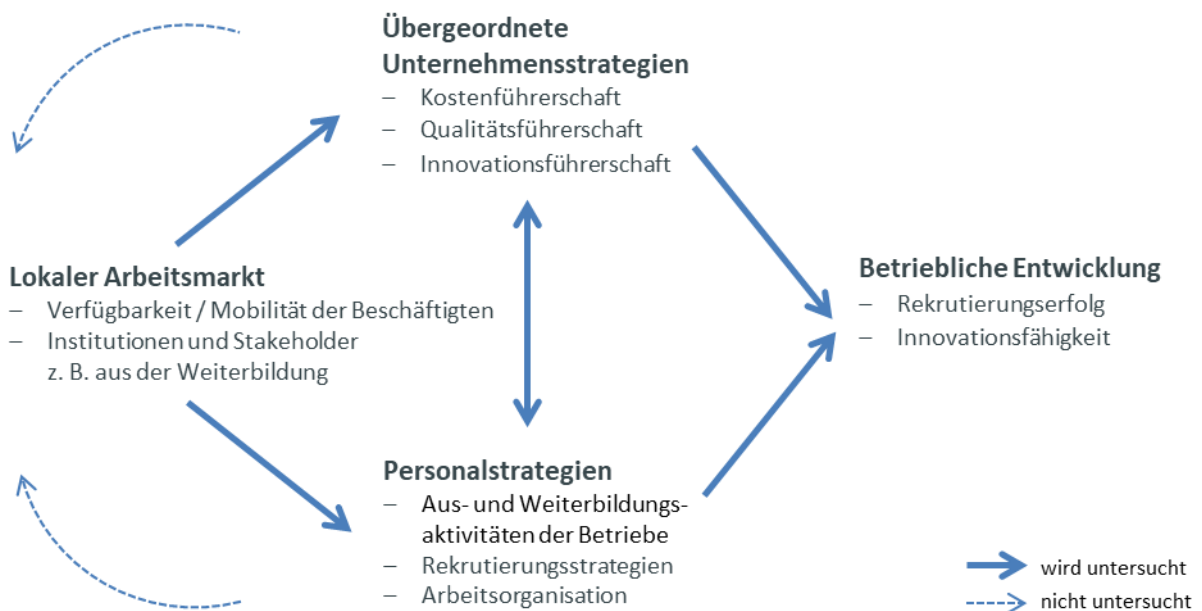 Übergeordnete
Unternehmensstrategien
– Kostenführerschaft
– Qualitätsführerschaft
– Innovationsführerschaft
Lokaler Arbeitsmarkt
– Verfügbarkeit / Mobilität der Beschäftigten
– Institutionen und Stakeholder
z. B. aus der Weiterbildung
Betriebliche Entwicklung
– Rekrutierungserfolg
– Innovationsfähigkeit
Personalstrategien
– Aus- und Weiterbildungs-
aktivitäten der Betriebe
– Rekrutierungsstrategien
– Arbeitsorganisation
wird untersucht
nicht untersucht